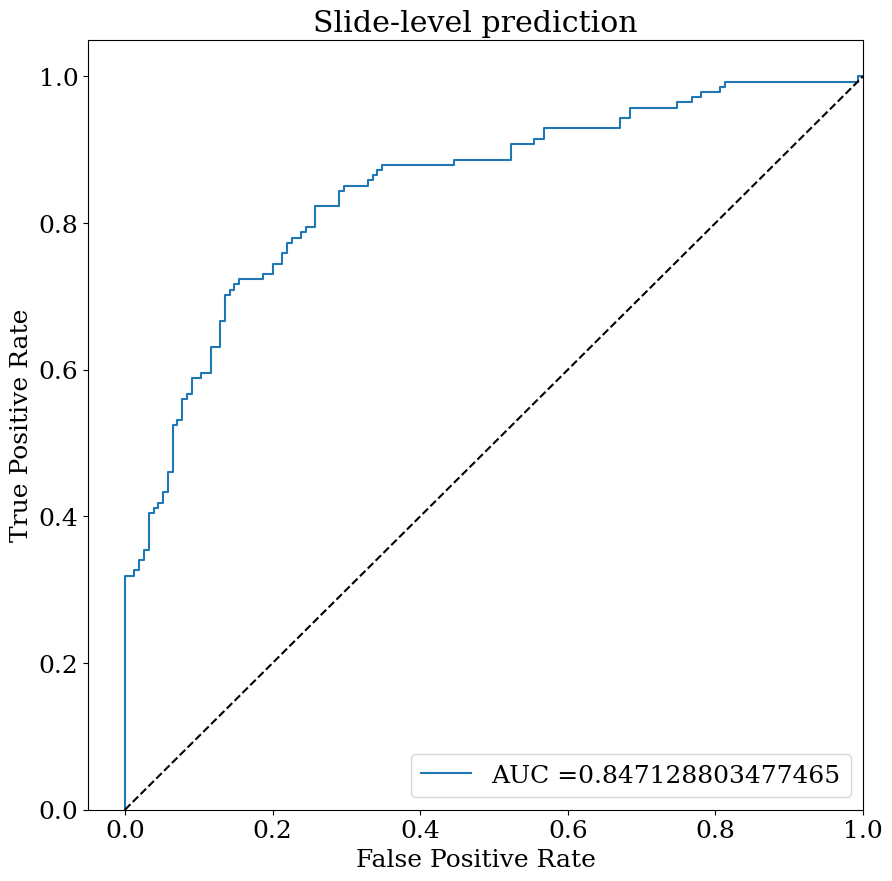 Slide-level prediction
True Positive Rate
1.0
0.8
0.6
0.4
0.2
0.0
AUC =0.847128803477465
0.0 0.2 0.4 0.6 0.8 1.0
False Positive Rate